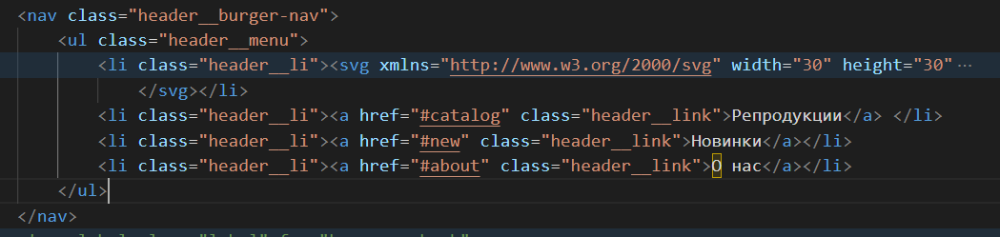 <nav class="header__burger-nav">
<ul class="header__menu">
<li class="header__li"><svg xmlns="http://www.w3.org/2000/svg" width="30" height="30"…
</svg></li>
<li class="header__li"><a href="#catalog" class="header__link">Репродукции</a> </li>
<li class="header__li"><a href="#new" class="header__link">Новинки</a></li>
<li class="header__li"><a href="#about" class="header__link">О нас</a></li>
</ul>
</nav>